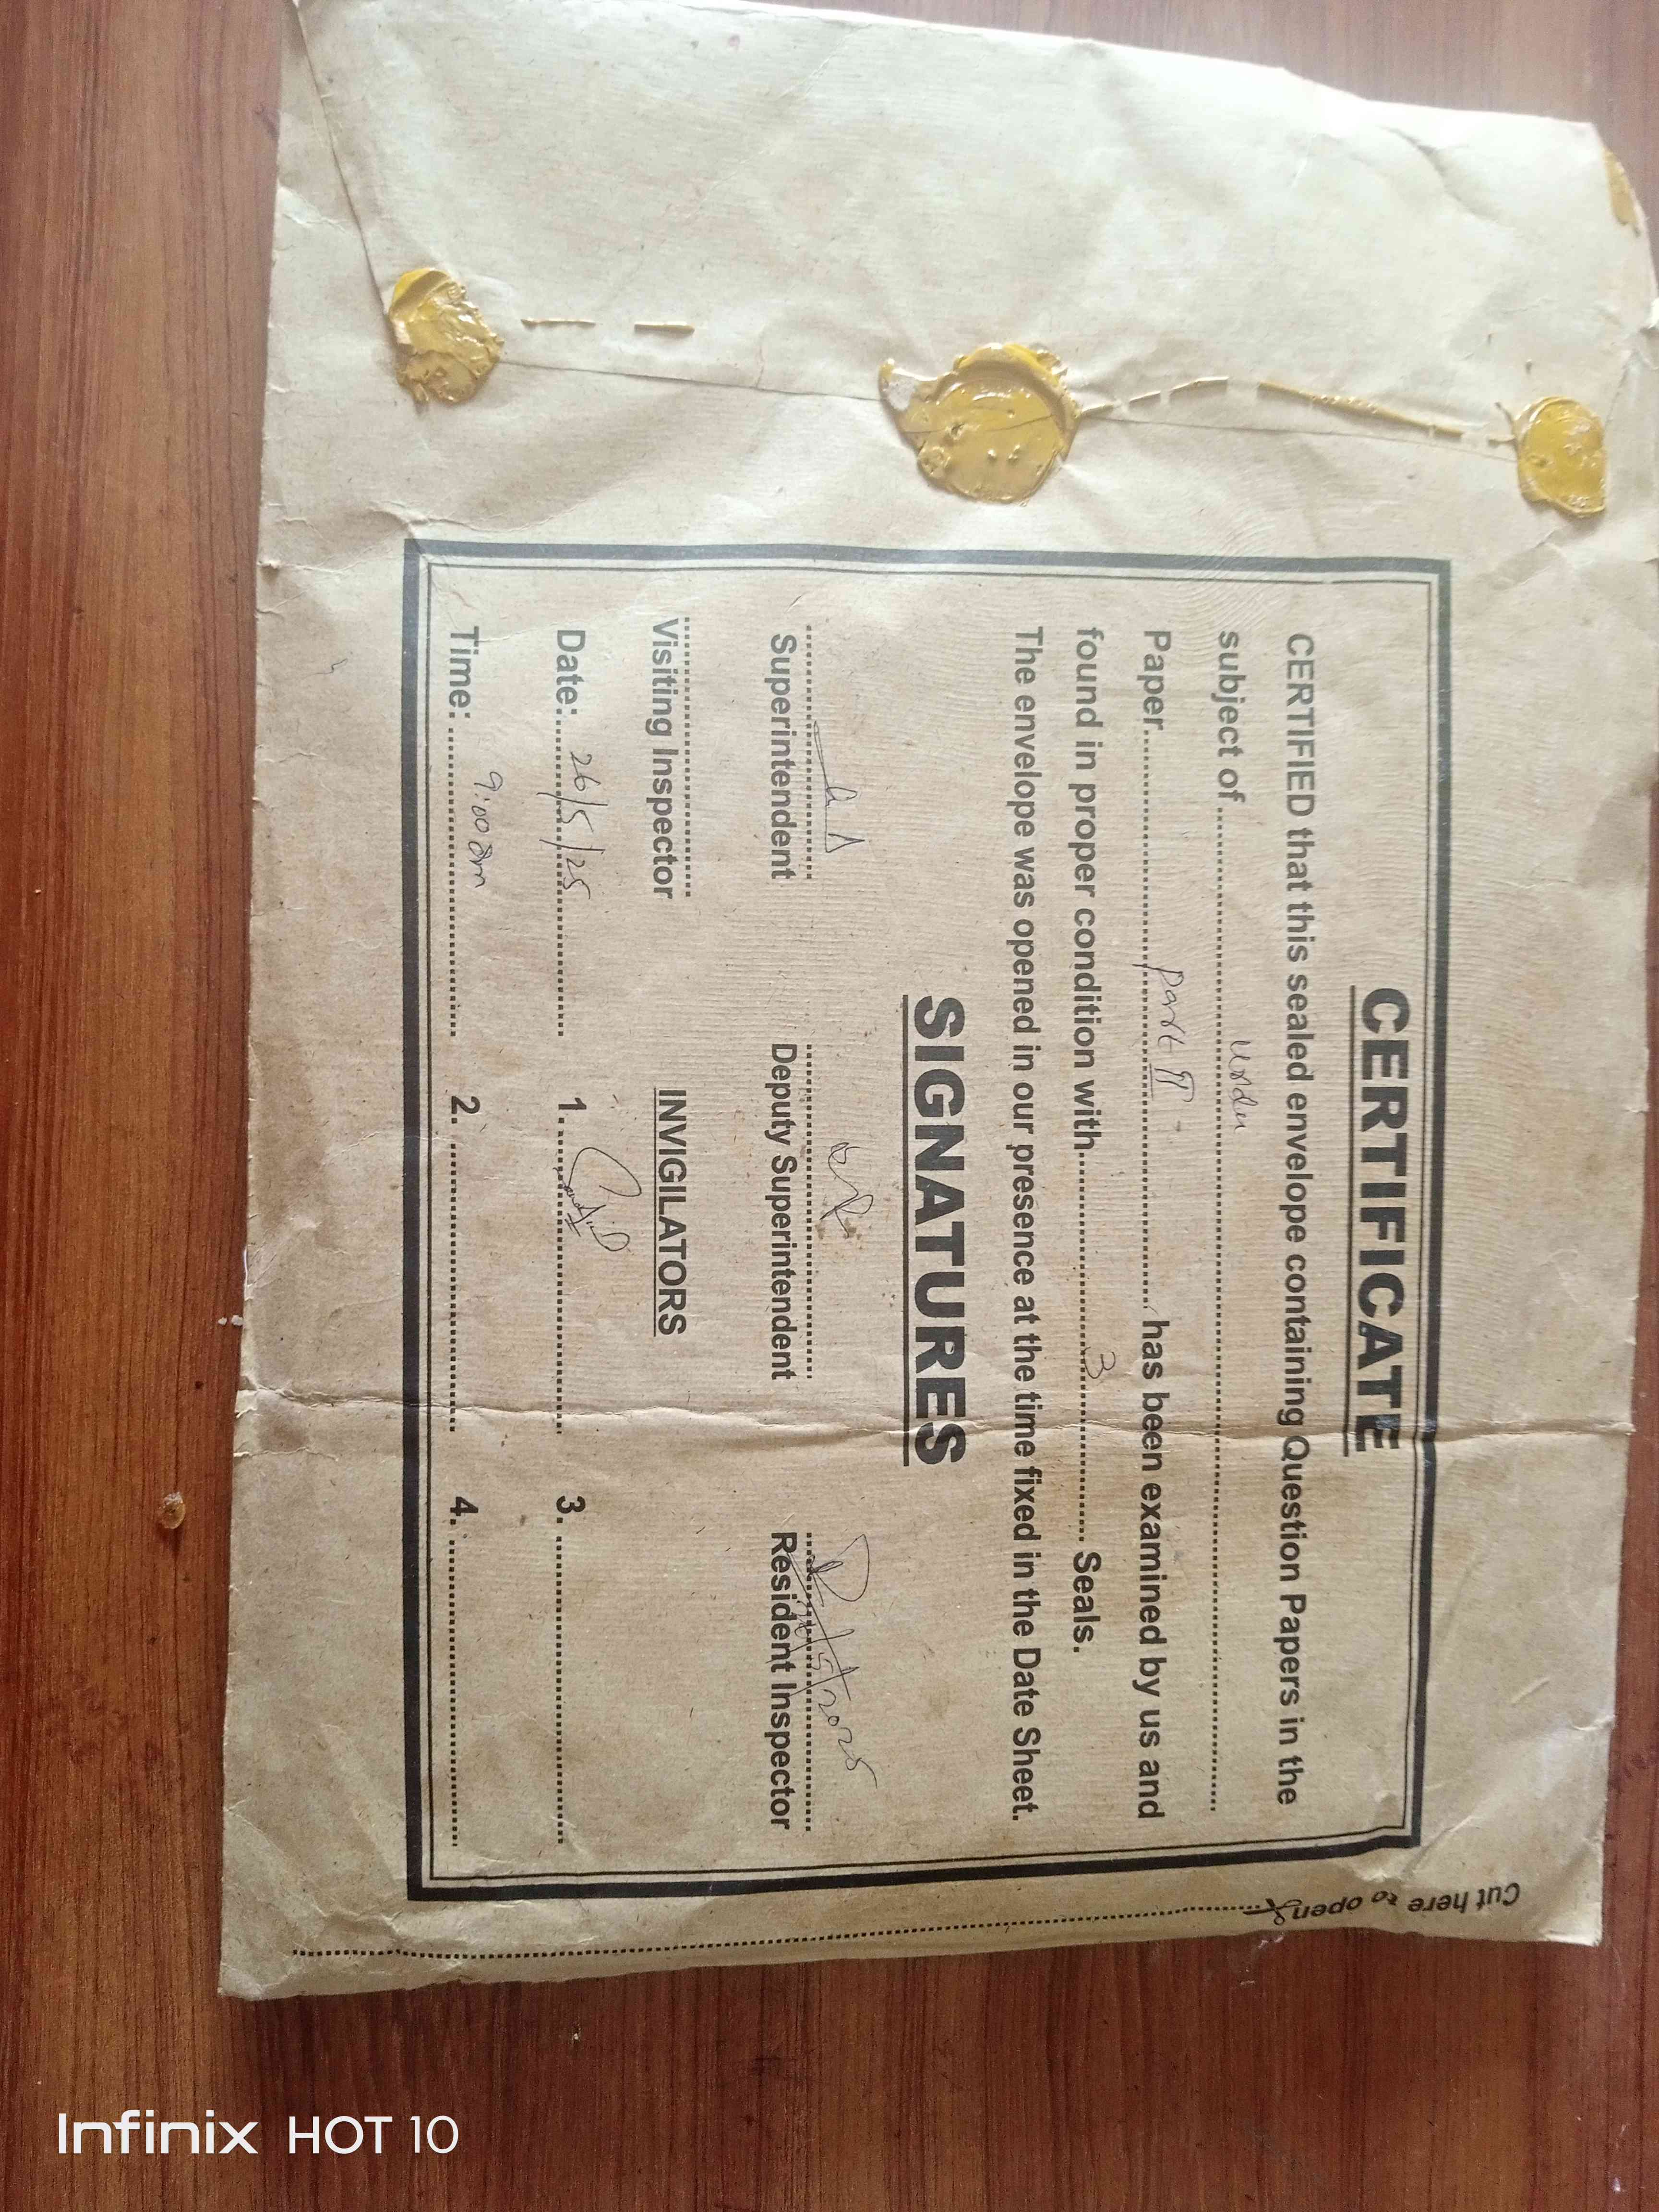 CERTIFICATE
CERTIFIED that this sealed envelope containing Question Papers in the
subject of ........ Urdu ........
Paper ........ Part II ........ has been examined by us and
found in proper condition with ........ 3 ........ Seals.
The envelope was opened in our presence at the time fixed in the Date Sheet.
SIGNATURES
Superintendent Deputy Superintendent Resident Inspector
Visiting Inspector INVIGILATORS
Date: 26/5/25 1. ........ 3. ........
Time: 9:00 am 2. ........ 4. ........
Cut here to open
Infinix HOT 10